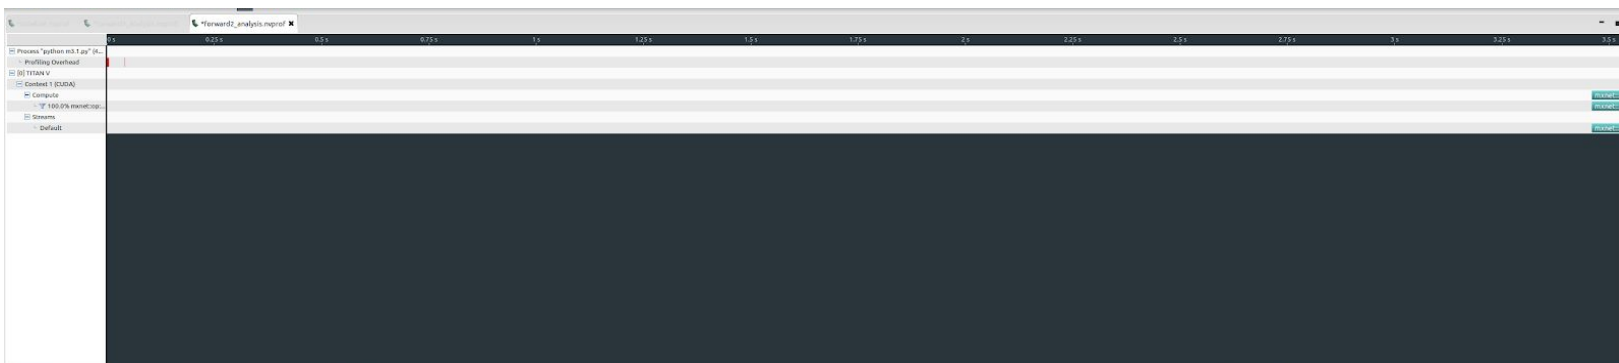 *forward2_analysis.nvprof
0 s 0.25 s 0.5 s 0.75 s 1 s 1.25 s 1.5 s 1.75 s 2 s 2.25 s 2.5 s 2.75 s 3 s 3.25 s 3.5 s
Process "python m3.1.py" (4...
Profiling Overhead
[0] TITAN V
Context 1 (CUDA)
Compute
mxnet::
100.0% mxnet::op...
mxnet::
Streams
Default
mxnet::